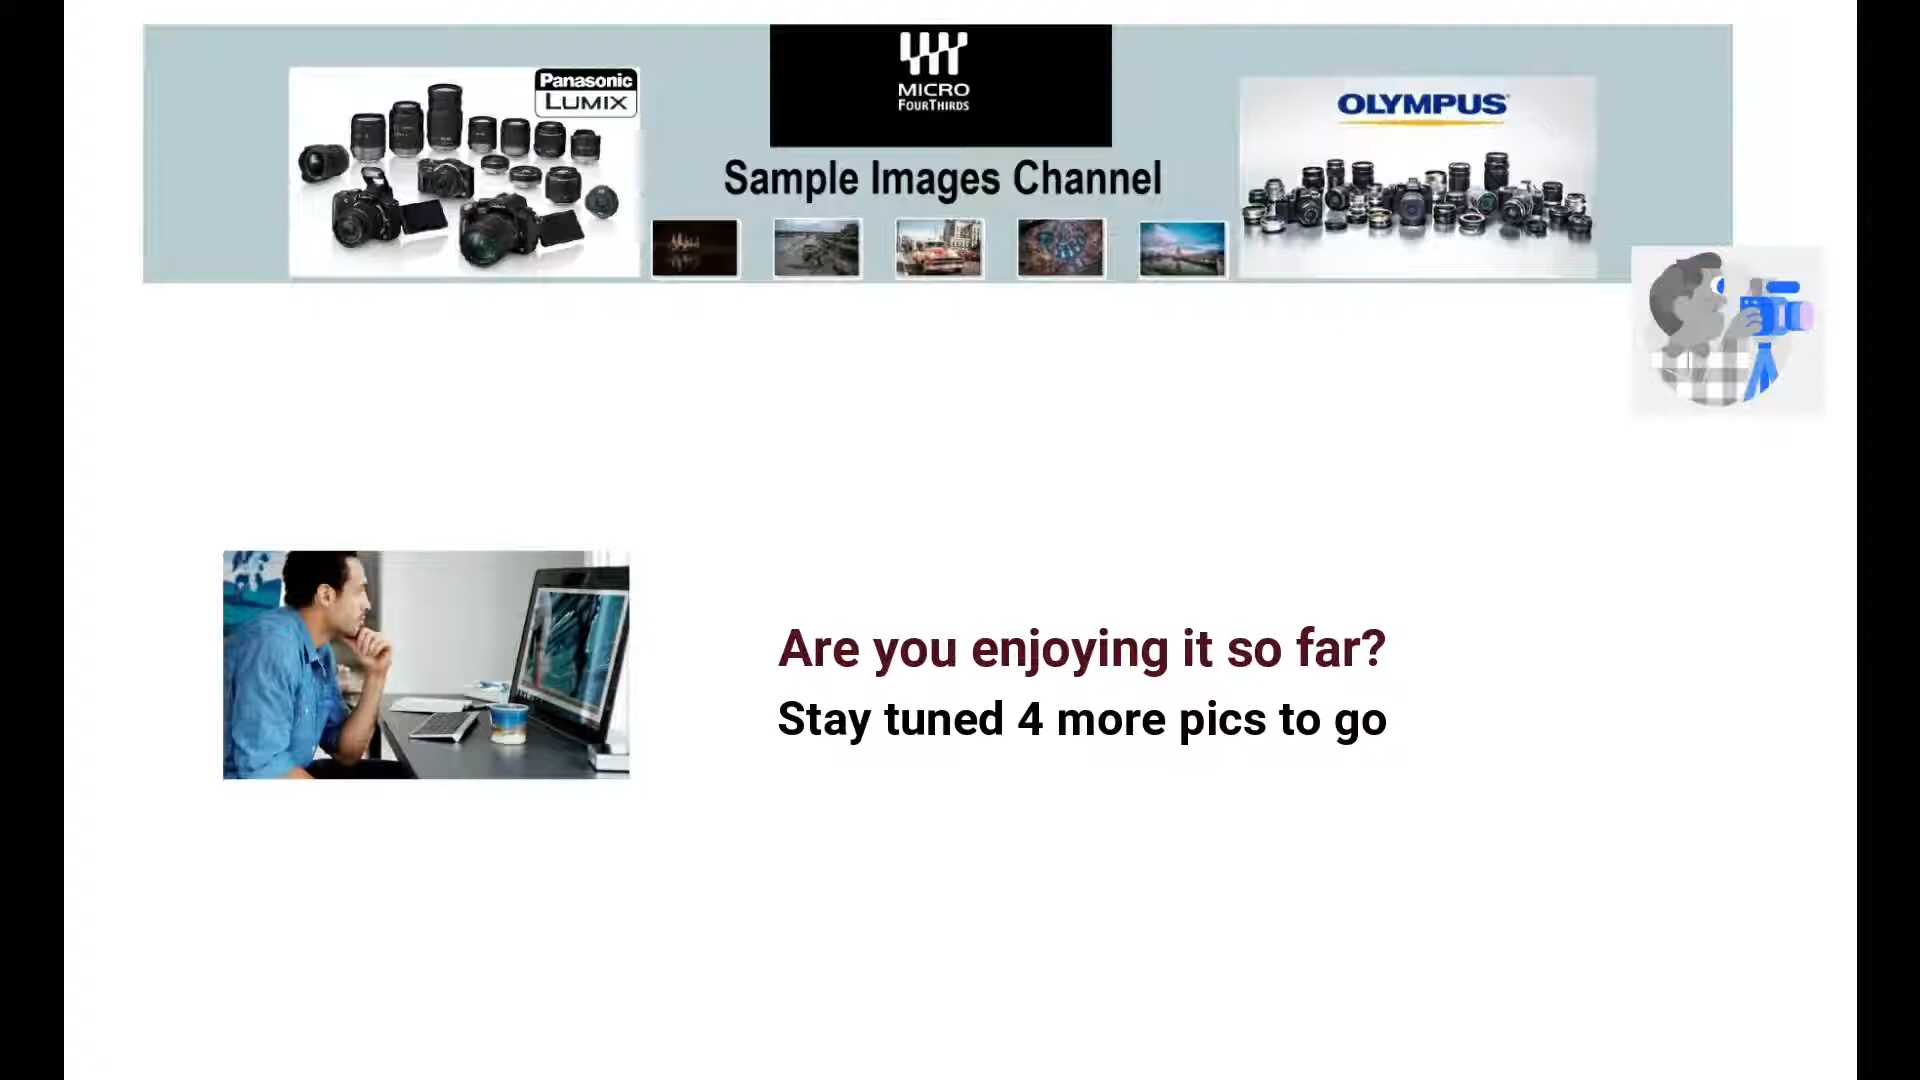 Panasonic
LUMIX
MICRO
FOURTHIRDS
OLYMPUS
Sample Images Channel
Are you enjoying it so far?
Stay tuned 4 more pics to go